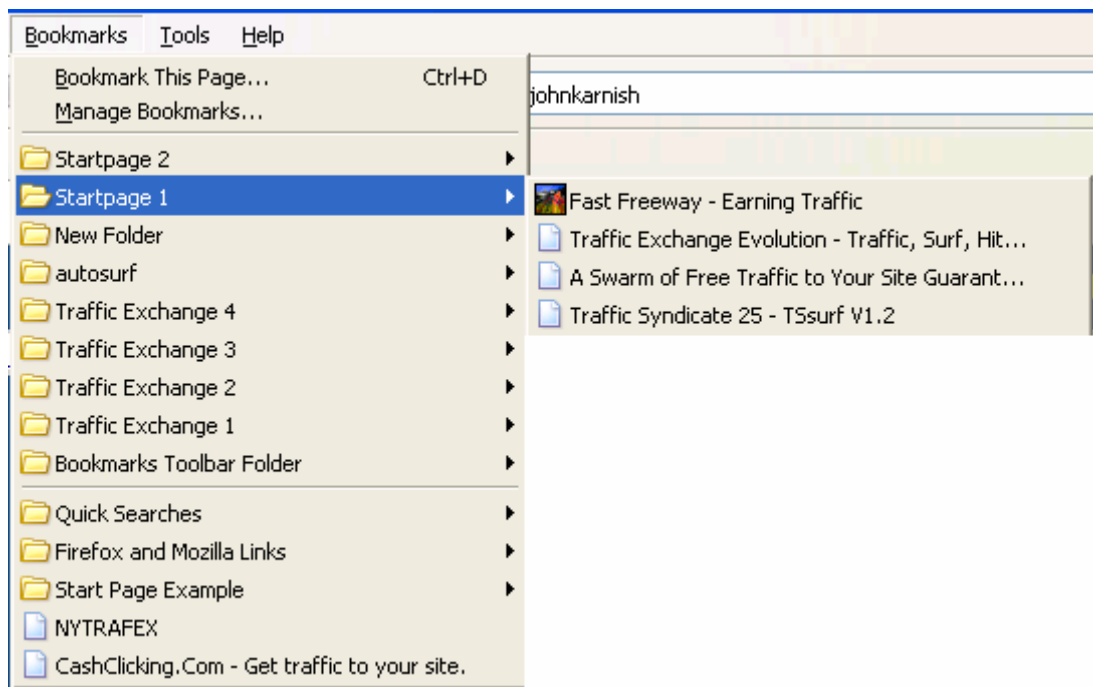 Bookmarks Tools Help
Bookmark This Page... Ctrl+D
Manage Bookmarks...
johnkarnish
Startpage 2
Startpage 1
New Folder
autosurf
Traffic Exchange 4
Traffic Exchange 3
Traffic Exchange 2
Traffic Exchange 1
Bookmarks Toolbar Folder
Quick Searches
Firefox and Mozilla Links
Start Page Example
NYTRAFEX
CashClicking.Com - Get traffic to your site.
Fast Freeway - Earning Traffic
Traffic Exchange Evolution - Traffic, Surf, Hit...
A Swarm of Free Traffic to Your Site Guarant...
Traffic Syndicate 25 - TSsurf V1.2